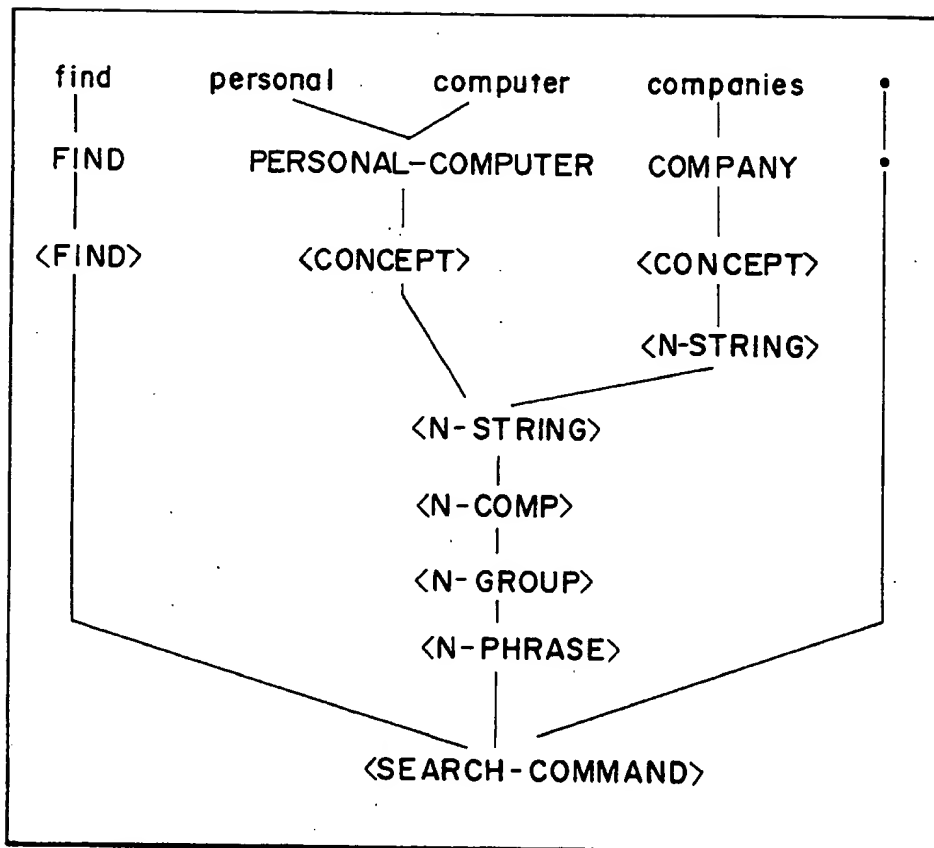 find personal computer companies .
FIND PERSONAL-COMPUTER COMPANY .
<FIND> <CONCEPT> <CONCEPT>
<N-STRING>
<N-STRING>
<N-COMP>
<N-GROUP>
<N-PHRASE>
<SEARCH-COMMAND>